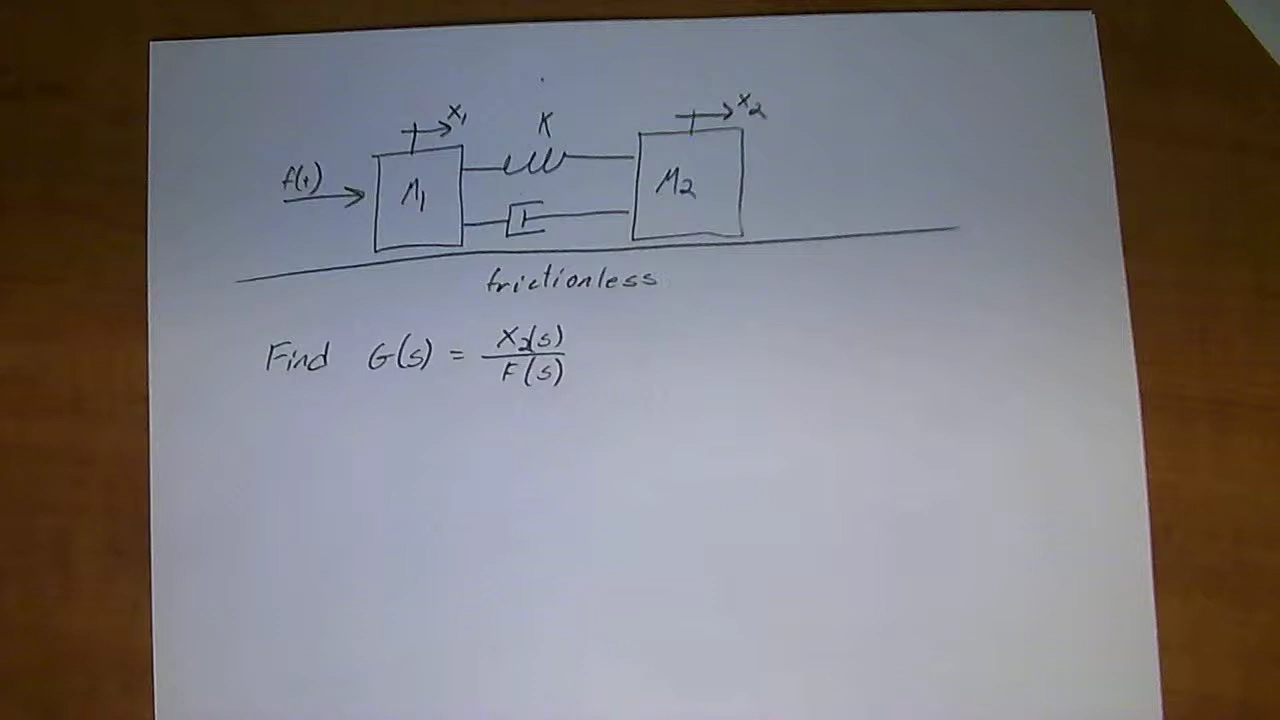 x₁
K
x₂
f(t)
M₁
M₂
frictionless
Find G(s) = X₂(s) / F(s)